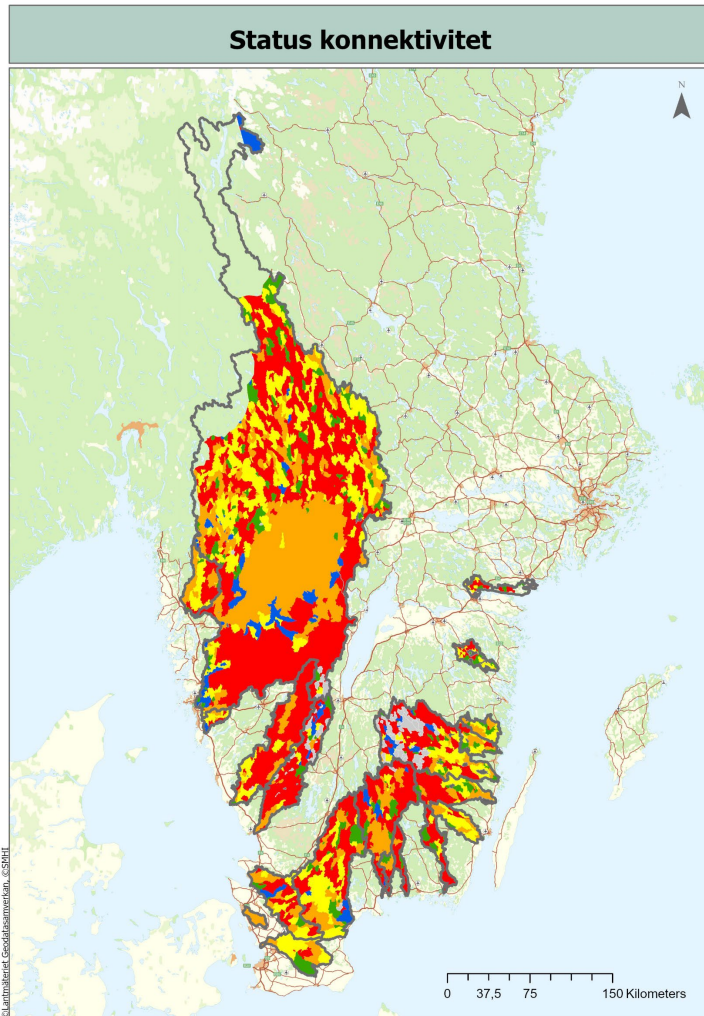 Status konnektivitet
N
©Lantmäteriet Geodatasamverkan, ©SMHI
0 37,5 75 150 Kilometers